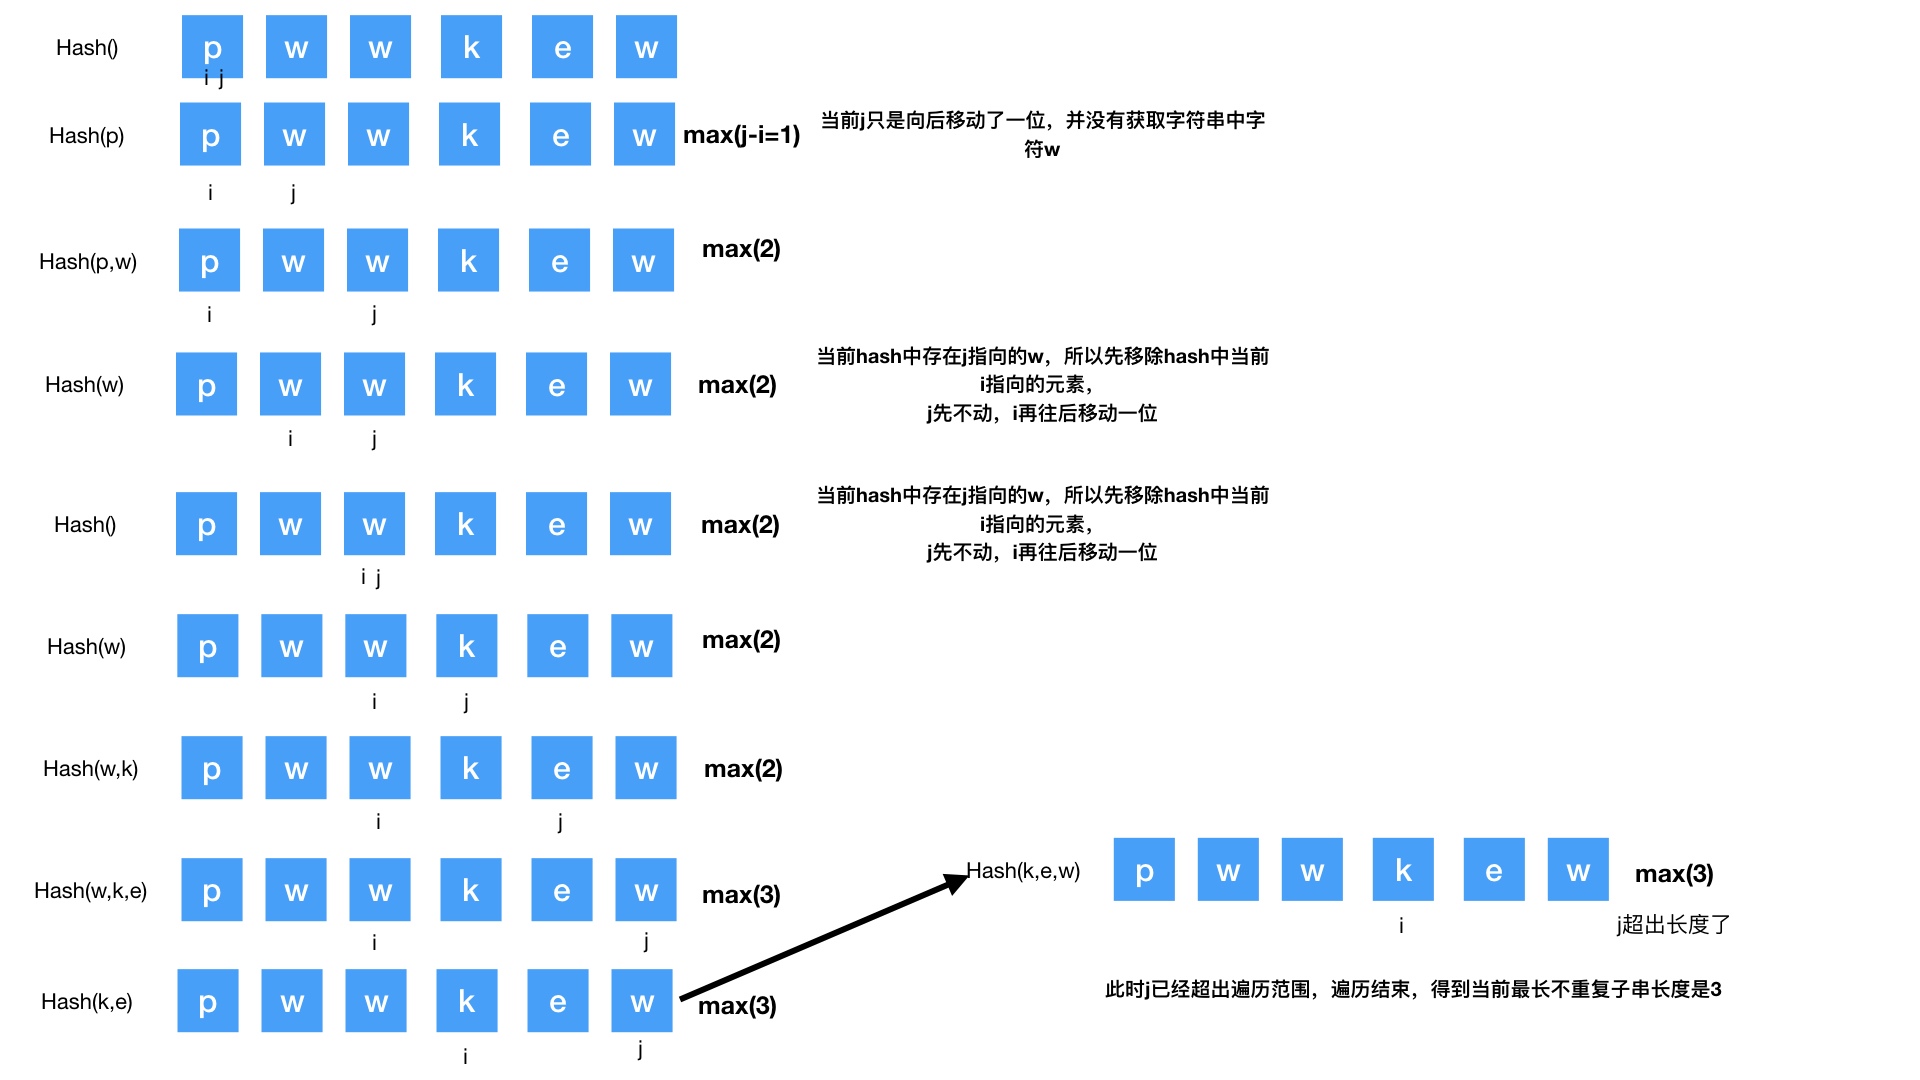 Hash() p w w k e w
i j
Hash(p) p w w k e w max(j-i=1) 当前j只是向后移动了一位，并没有获取字符串中字
符w
i j
Hash(p,w) p w w k e w max(2)
i j
当前hash中存在j指向的w，所以先移除hash中当前
Hash(w) p w w k e w max(2) i指向的元素，
j先不动，i再往后移动一位
i j
当前hash中存在j指向的w，所以先移除hash中当前
Hash() p w w k e w max(2) i指向的元素，
j先不动，i再往后移动一位
i j
Hash(w) p w w k e w max(2)
i j
Hash(w,k) p w w k e w max(2)
i j
Hash(w,k,e) p w w k e w max(3)
i j
Hash(k,e) p w w k e w max(3)
i j
Hash(k,e,w) p w w k e w max(3)
i j超出长度了
此时j已经超出遍历范围，遍历结束，得到当前最长不重复子串长度是3